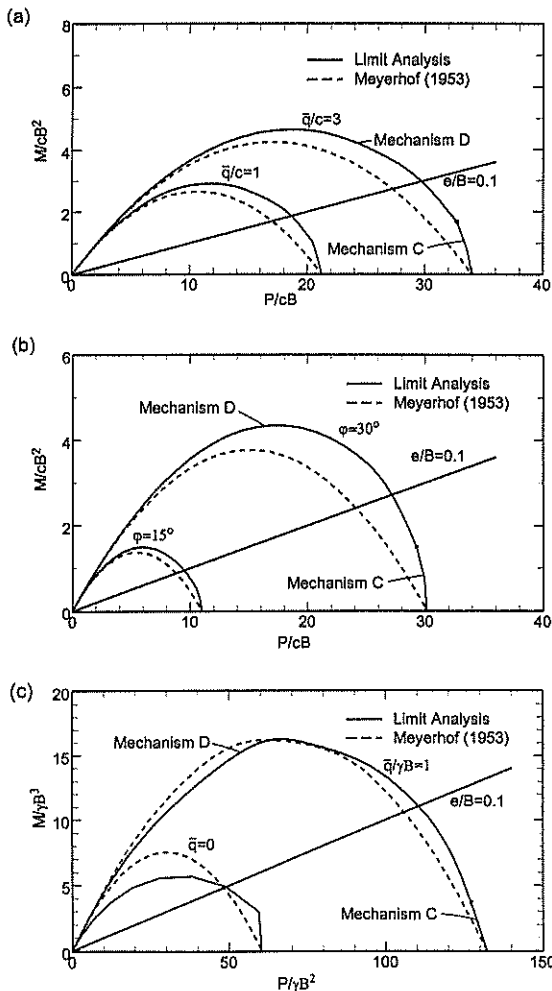 (a)
8
6
4
2
0
M/cB²
Limit Analysis
Meyerhof (1953)
q̄/c=3
Mechanism D
q̄/c=1
e/B=0.1
Mechanism C
0
10
20
30
40
P/cB
(b)
6
4
2
0
M/cB²
Limit Analysis
Meyerhof (1953)
Mechanism D
φ=30°
e/B=0.1
φ=15°
Mechanism C
0
10
20
30
40
P/cB
(c)
20
15
10
5
0
M/γB³
Limit Analysis
Meyerhof (1953)
Mechanism D
q̄/γB=1
e/B=0.1
q̄=0
Mechanism C
0
50
100
150
P/γB²